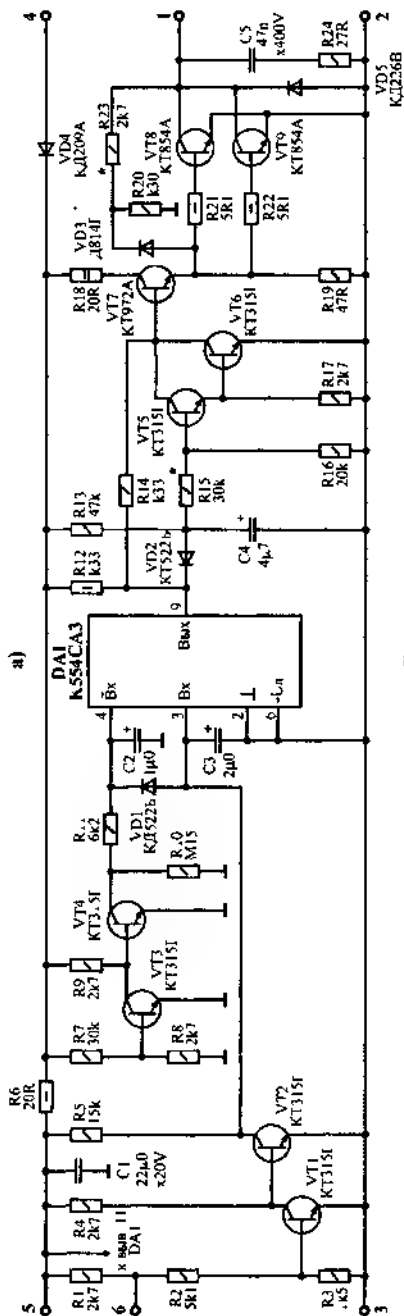 а)
5
6
3
4
1
2
R1
2k7
R2
5k1
R3
R4
2k7
C1
22µ0
x20V
R5
15k
R6
20R
R7
30k
R8
2k7
R9
2k7
VT1
КТ315Г
VT2
КТ315Г
VT3
КТ315Г
VT4
6k2
VD1
КД522Б
M15
C2
1µ0
C3
2µ0
DA1
К554САЗ
4
Вх
3
Вх
2
6
9
Вых
R12
k33
R13
47k
VD2
C4
4µ7
R14
k33
R15
30k
*
R16
20k
R17
2k7
VT5
КТ315Г
VT6
КТ315Г
VT7
КТ972А
R18
20R
R19
47R
VD3
Д814Г
R20
k30
*
R23
2k7
R21
5R1
R22
5R1
VT8
КТ854А
VT9
КТ854А
VD4
КД209А
C5
47n
x400V
R24
27R
VD5
КД226В